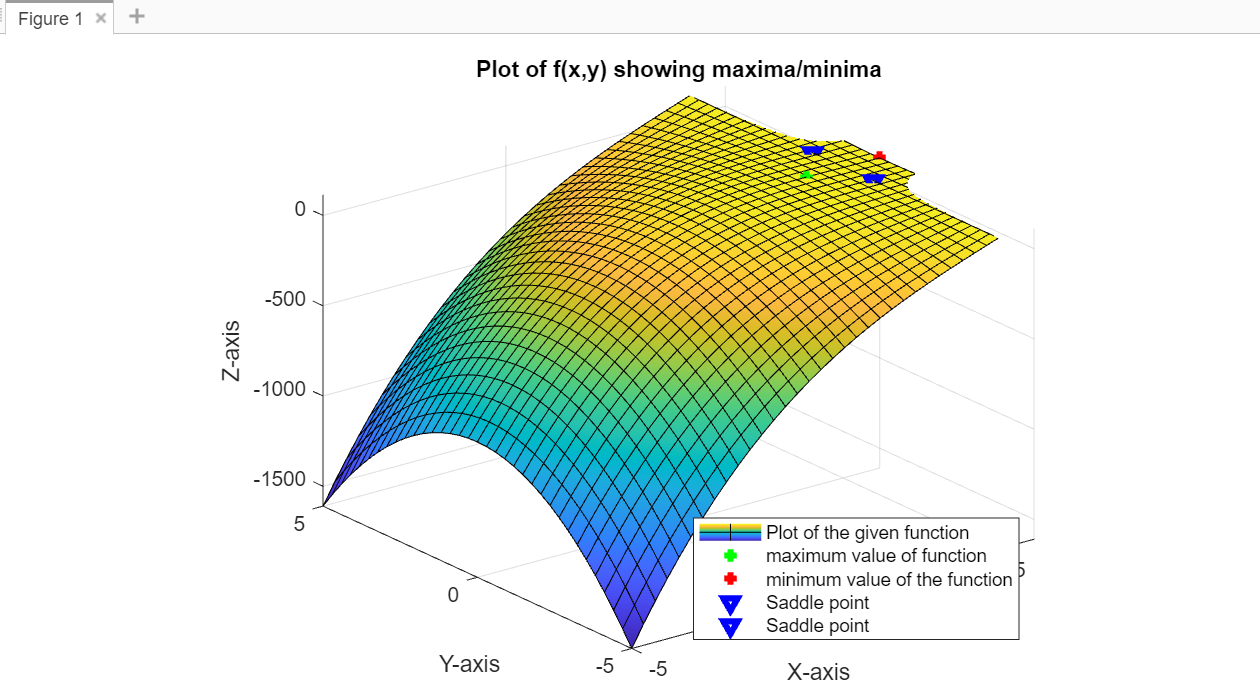 Figure 1
Plot of f(x,y) showing maxima/minima
0
-500
-1000
-1500
Z-axis
5
0
-5
Y-axis
-5
5
X-axis
Plot of the given function
maximum value of function
minimum value of the function
Saddle point
Saddle point